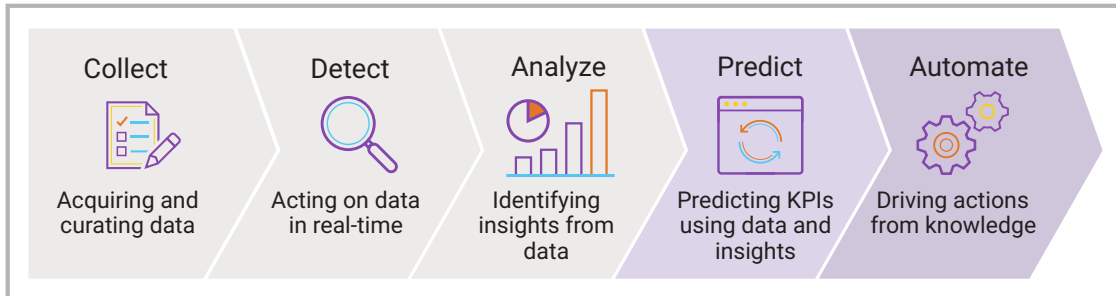 Collect
Acquiring and
curating data
Detect
Acting on data
in real-time
Analyze
Identifying
insights from
data
Predict
Predicting KPIs
using data and
insights
Automate
Driving actions
from knowledge